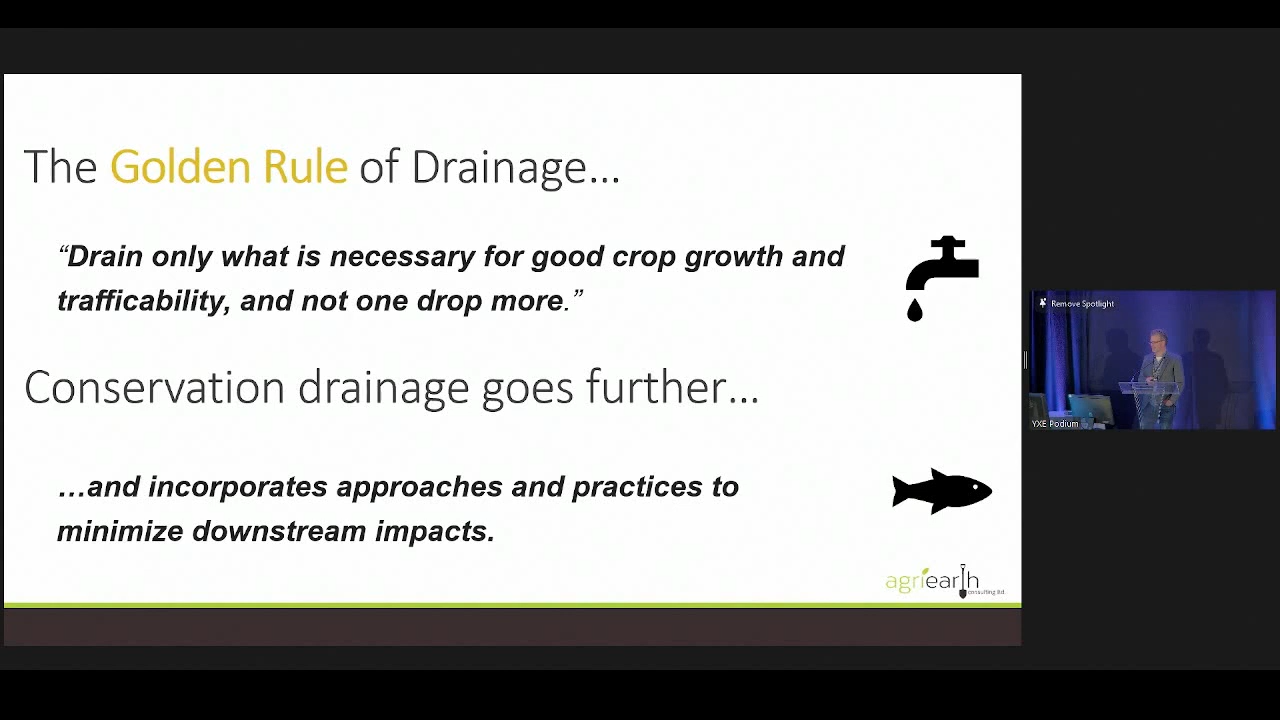 The Golden Rule of Drainage...
“Drain only what is necessary for good crop growth and
trafficability, and not one drop more.”
Conservation drainage goes further...
...and incorporates approaches and practices to
minimize downstream impacts.
agriearth
consulting ltd.
Remove Spotlight
YXE Podium